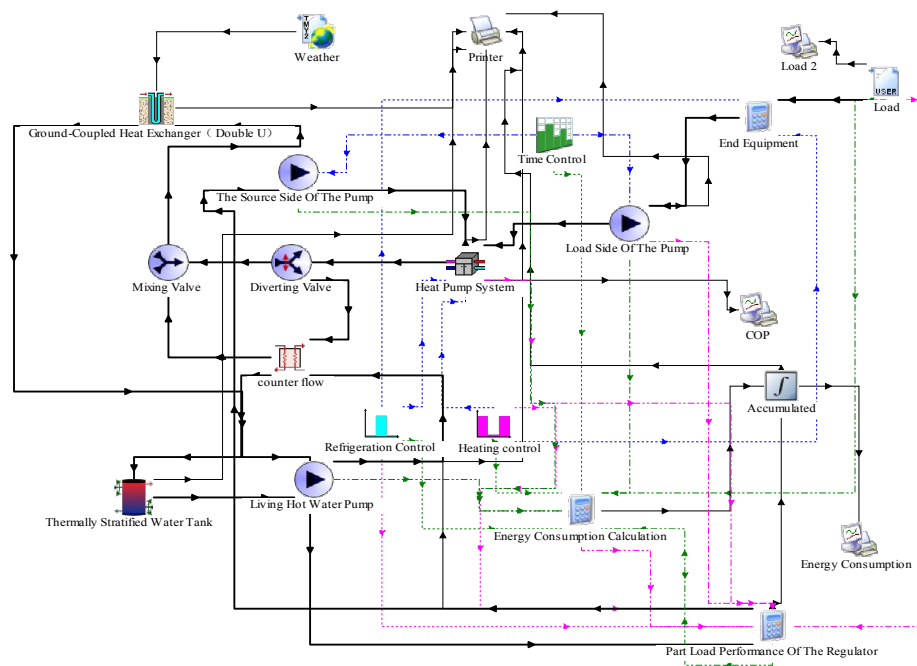 TMY2
Weather
Printer
Load 2
USER
Load
Ground-Coupled Heat Exchanger ( Double U )
End Equipment
Time Control
The Source Side Of The Pump
Load Side Of The Pump
Mixing Valve
Diverting Valve
Heat Pump System
COP
counter flow
Accumulated
Refrigeration Control
Heating control
Thermally Stratified Water Tank
Living Hot Water Pump
Energy Consumption Calculation
Energy Consumption
Part Load Performance Of The Regulator